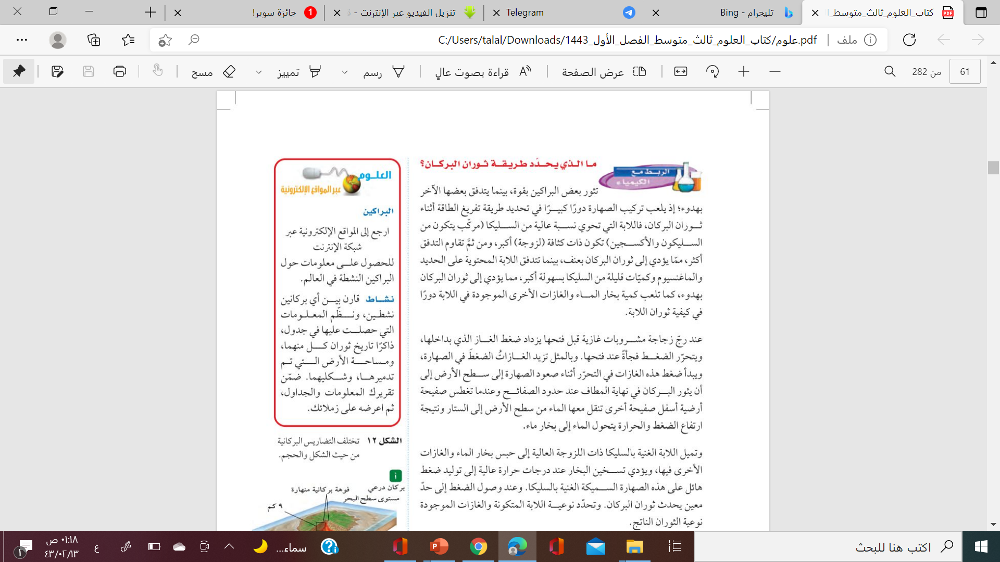 كتاب_العلوم_ثالث_متوسط_ا
تليجرام - Bing
Telegram
تنزيل الفيديو عبر الإنترنت -
جائزة سوبر!
1
ملف
C:/Users/talal/Downloads/علوم/كتاب_العلوم_ثالث_متوسط_الفصل_الأول_1443.pdf
61
من 282
عرض الصفحة
قراءة بصوت عالٍ
رسم
تمييز
مسح
الربط مع
الكيمياء
ما الذي يحدّد طريقة ثوران البركان؟
تثور بعض البراكين بقوة، بينما يتدفق بعضها الآخر
بهدوء؛ إذ يلعب تركيب الصهارة دورًا كبيرًا في تحديد طريقة تفريغ الطاقة أثناء
ثوران البركان، فاللابة التي تحوي نسبة عالية من السليكا (مركّب يتكون من
السليكون والأكسجين) تكون ذات كثافة (لزوجة) أكبر، ومن ثمَّ تقاوم التدفق
أكثر، ممّا يؤدي إلى ثوران البركان بعنف، بينما تتدفق اللابة المحتوية على الحديد
والماغنسيوم وكميّات قليلة من السليكا بسهولة أكبر، مما يؤدي إلى ثوران البركان
بهدوء، كما تلعب كمية بخار الماء والغازات الأخرى الموجودة في اللابة دورًا
في كيفية ثوران اللابة.
عند رجّ زجاجة مشروبات غازية قبل فتحها يزداد ضغط الغاز الذي بداخلها،
ويتحرّر الضغط فجأةً عند فتحها. وبالمثل تزيد الغازاتُ الضغطَ في الصهارة،
ويبدأ ضغط هذه الغازات في التحرّر أثناء صعود الصهارة إلى سطح الأرض إلى
أن يثور البركان في نهاية المطاف عند حدود الصفائح وعندما تغطس صفيحة
أرضية أسفل صفيحة أخرى تنقل معها الماء من سطح الأرض إلى الستار ونتيجة
ارتفاع الضغط والحرارة يتحول الماء إلى بخار ماء.
وتميل اللابة الغنية بالسليكا ذات اللزوجة العالية إلى حبس بخار الماء والغازات
الأخرى فيها، ويؤدي تسخين البخار عند درجات حرارة عالية إلى توليد ضغط
هائل على هذه الصهارة السميكة الغنية بالسليكا. وعند وصول الضغط إلى حدّ
معين يحدث ثوران البركان. وتحدّد نوعية اللابة المتكونة والغازات الموجودة
نوعية الثوران الناتج.
العلوم
عبر المواقع الإلكترونية
البراكين
ارجع إلى المواقع الإلكترونية عبر
شبكة الإنترنت
للحصول على معلومات حول
البراكين النشطة في العالم.
نشاط قارن بين أي بركانين
نشطين، ونظّم المعلومات
التي حصلت عليها في جدول،
ذاكرًا تاريخ ثوران كل منهما،
ومساحة الأرض التي تم
تدميرها، وشكليهما. ضمّن
تقريرك المعلومات والجداول،
ثم اعرضه على زملائك.
الشكل ١٢ تختلف التضاريس البركانية
من حيث الشكل والحجم.
أ
بركان درعي
فوهة بركانية منهارة
مستوى سطح البحر
٩ كم
اكتب هنا للبحث
سماء...
ع
٠١:١٨ ص
٤٣/٠٢/١٣
١